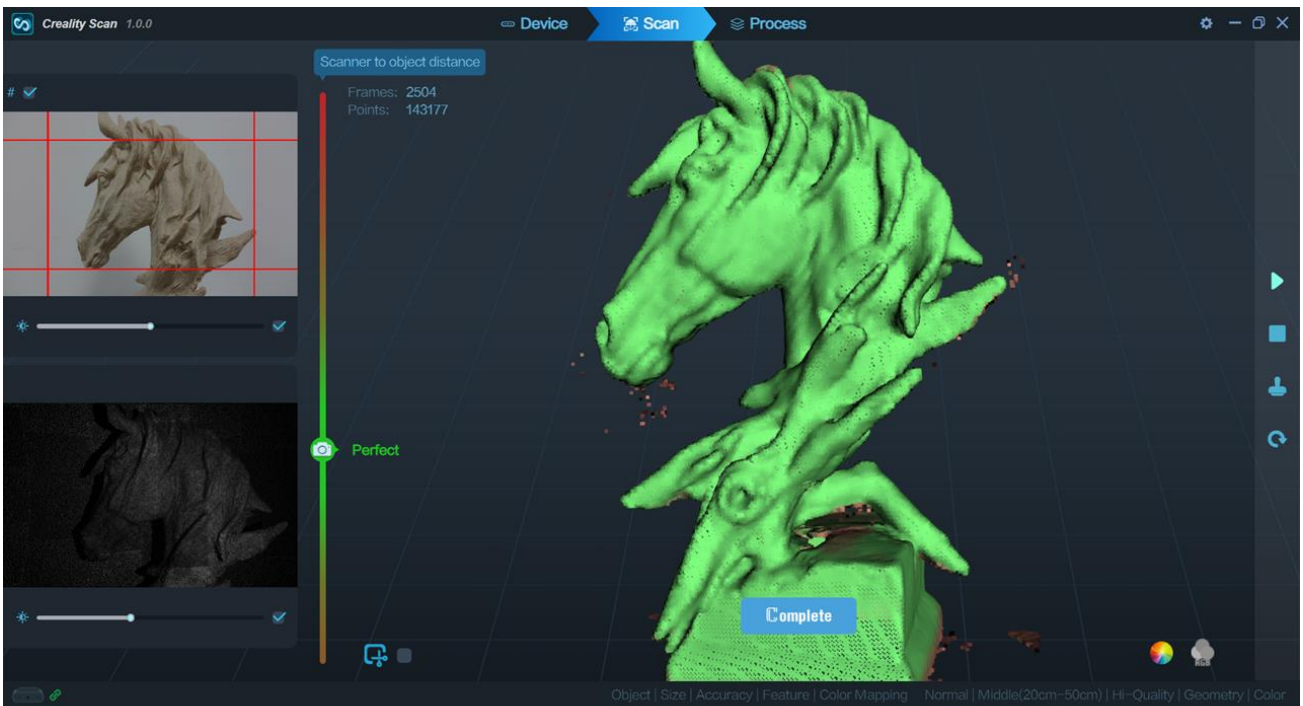 Creality Scan 1.0.0
Device
Scan
Process
Scanner to object distance
#
Frames: 2504
Points: 143177
Perfect
Complete
RGB
Object | Size | Accuracy | Feature | Color Mapping Normal | Middle(20cm-50cm) | Hi-Quality | Geometry | Color